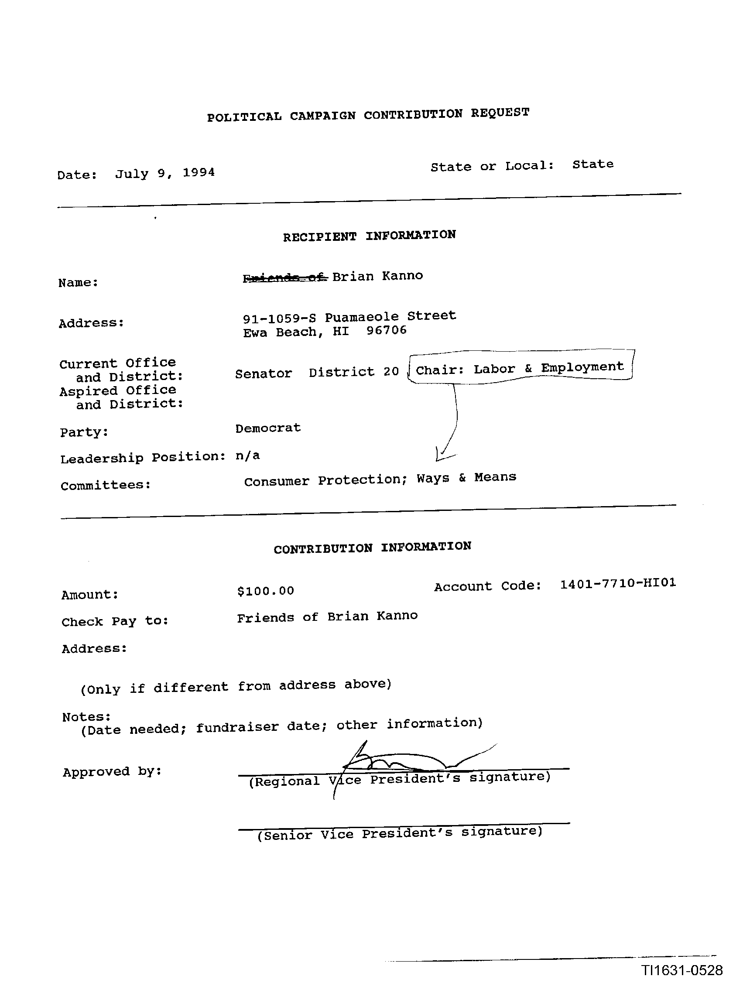 POLITICAL CAMPAIGN CONTRIBUTION REQUEST
Date: July 9, 1994 State or Local: State
RECIPIENT INFORMATION
Name: Friends of Brian Kanno
Address: 91-1059-S Puamaeole Street
Ewa Beach, HI 96706
Current Office
and District: Senator District 20 Chair: Labor & Employment
Aspired Office
and District:
Party: Democrat
Leadership Position: n/a
Committees: Consumer Protection; Ways & Means
CONTRIBUTION INFORMATION
Amount: $100.00 Account Code: 1401-7710-HI01
Check Pay to: Friends of Brian Kanno
Address:
(Only if different from address above)
Notes:
(Date needed; fundraiser date; other information)
Approved by:
(Regional Vice President's signature)
(Senior Vice President's signature)
TI1631-0528